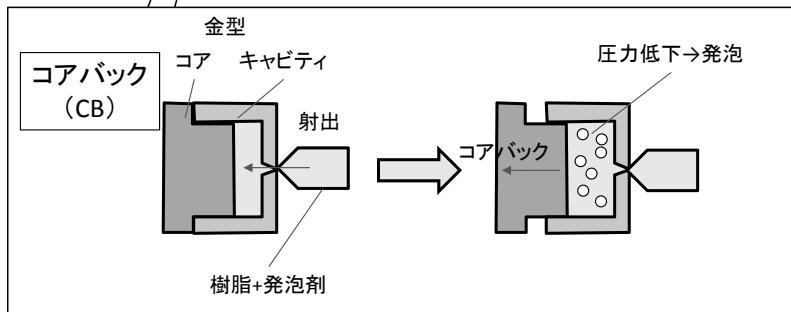 コアバック
（CB）
金型
コア
キャビティ
射出
樹脂+発泡剤
コアバック
圧力低下→発泡